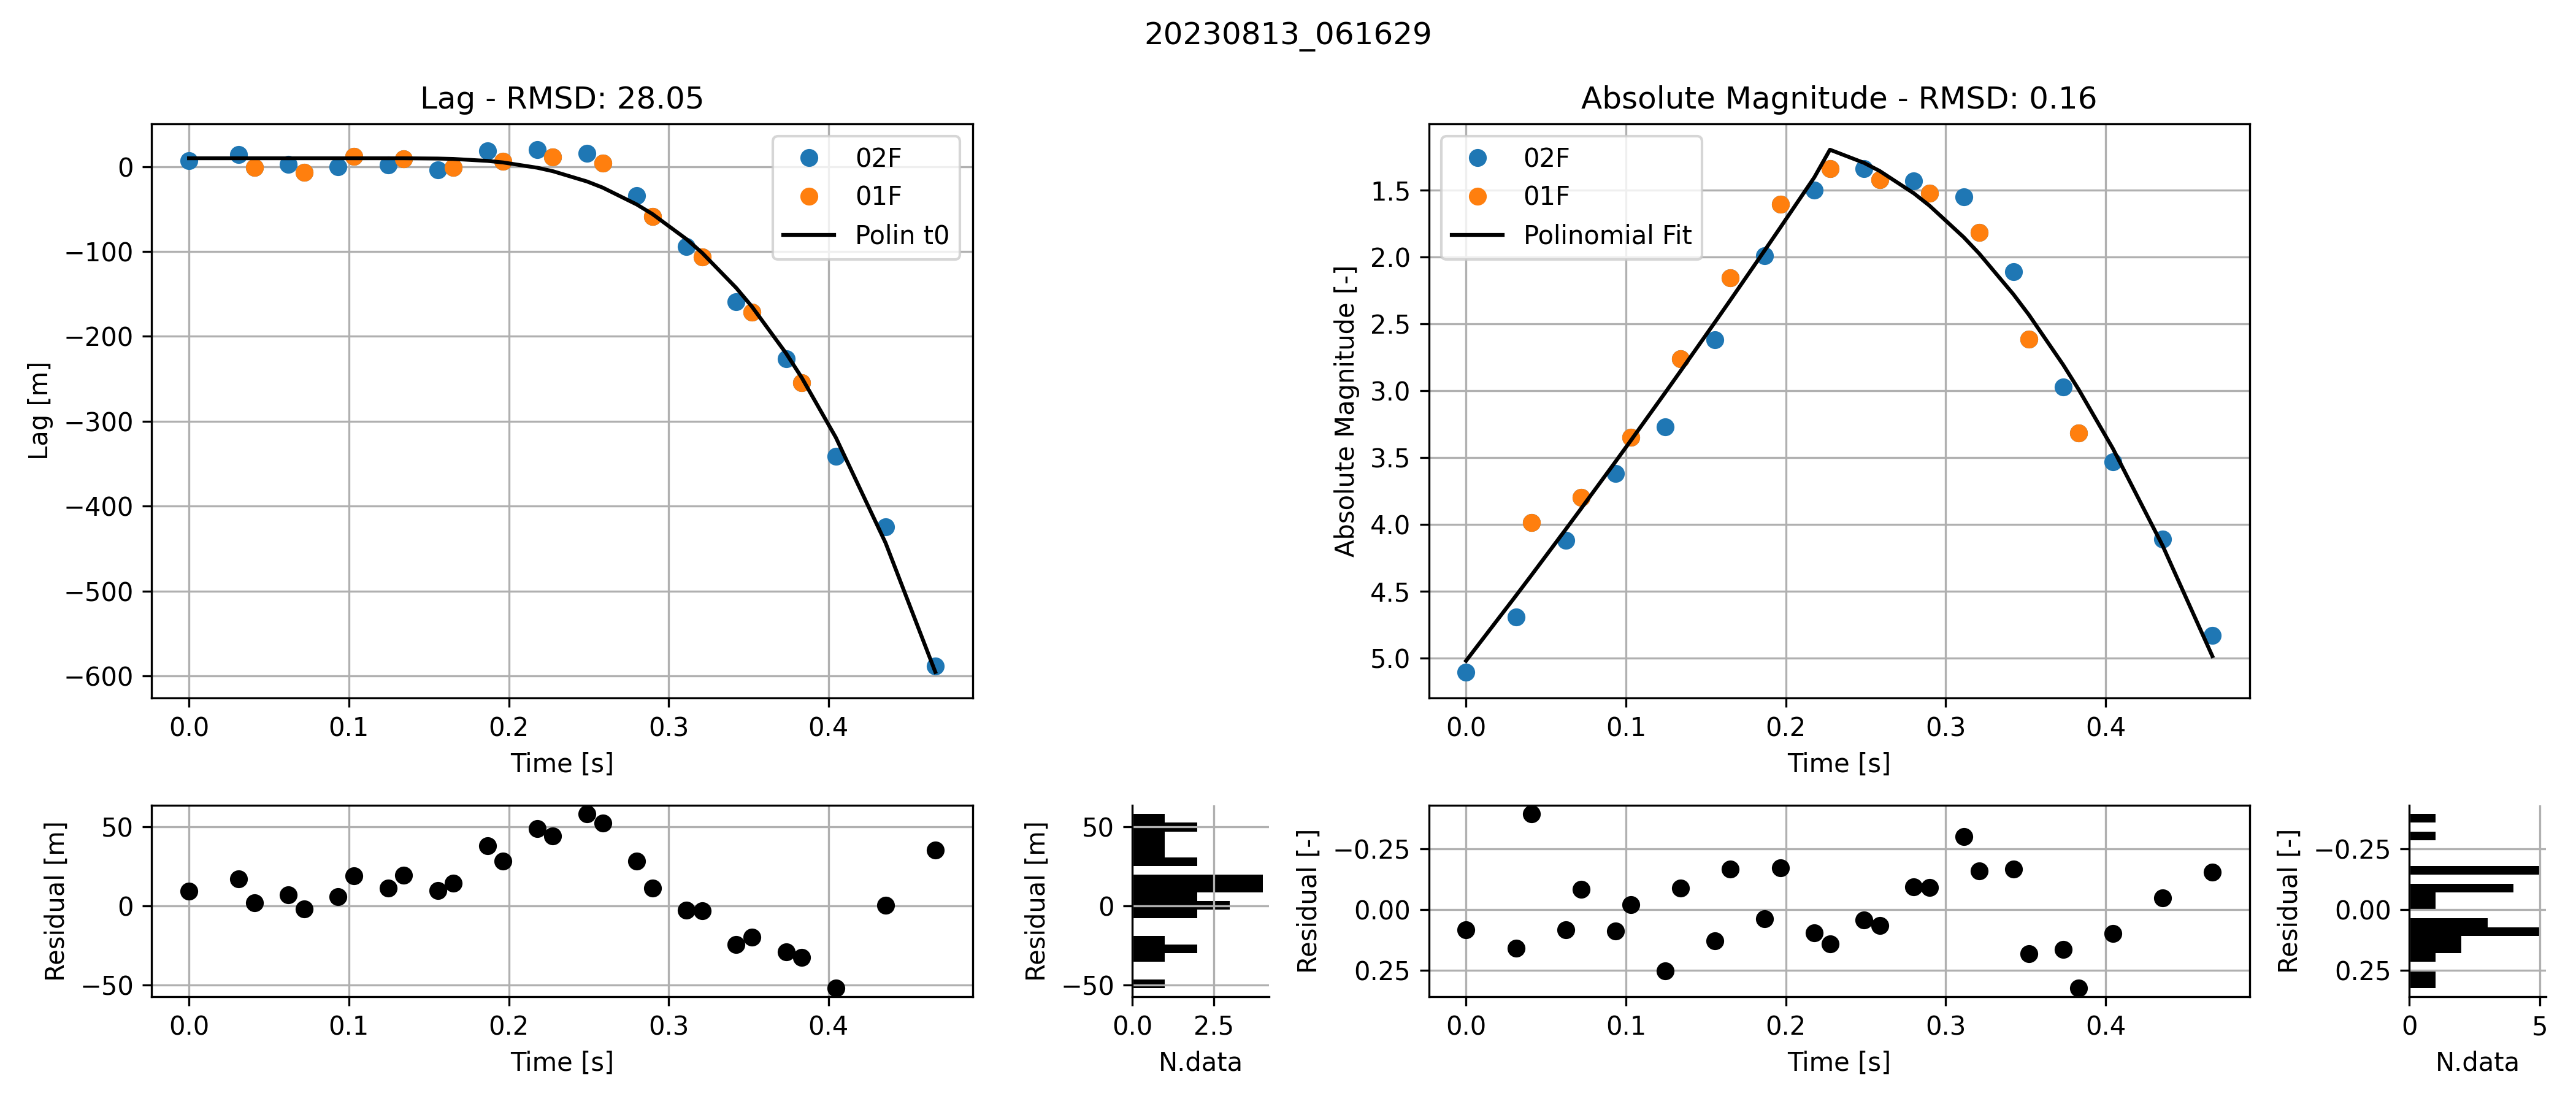 20230813_061629
Lag - RMSD: 28.05
02F
01F
Polin t0
0
−100
−200
−300
−400
−500
−600
Lag [m]
0.0 0.1 0.2 0.3 0.4
Time [s]
Absolute Magnitude - RMSD: 0.16
02F
01F
Polinomial Fit
1.5
2.0
2.5
3.0
3.5
4.0
4.5
5.0
Absolute Magnitude [-]
0.0 0.1 0.2 0.3 0.4
Time [s]
50
0
−50
Residual [m]
0.0 0.1 0.2 0.3 0.4
Time [s]
50
0
−50
Residual [m]
0.0 2.5
N.data
−0.25
0.00
0.25
Residual [-]
0.0 0.1 0.2 0.3 0.4
Time [s]
−0.25
0.00
0.25
Residual [-]
0 5
N.data